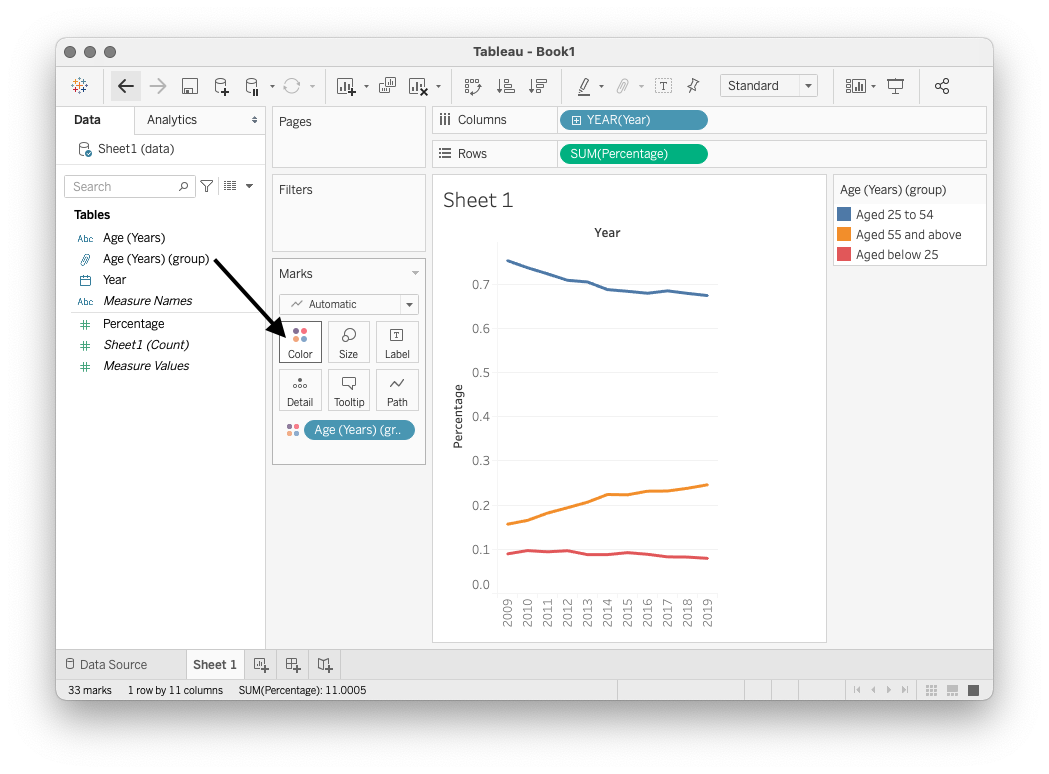 Tableau - Book1
Standard
Data
Analytics
Sheet1 (data)
Search
Tables
Abc Age (Years)
Age (Years) (group)
Year
Abc Measure Names
Percentage
Sheet1 (Count)
Measure Values
Pages
Filters
Marks
Automatic
Color
Size
T
Label
Detail
Tooltip
Path
Age (Years) (gr..
Columns
YEAR(Year)
Rows
SUM(Percentage)
Sheet 1
Year
Percentage
0.7
0.6
0.5
0.4
0.3
0.2
0.1
0.0
2009
2010
2011
2012
2013
2014
2015
2016
2017
2018
2019
Age (Years) (group)
Aged 25 to 54
Aged 55 and above
Aged below 25
Data Source
Sheet 1
33 marks
1 row by 11 columns
SUM(Percentage): 11.0005